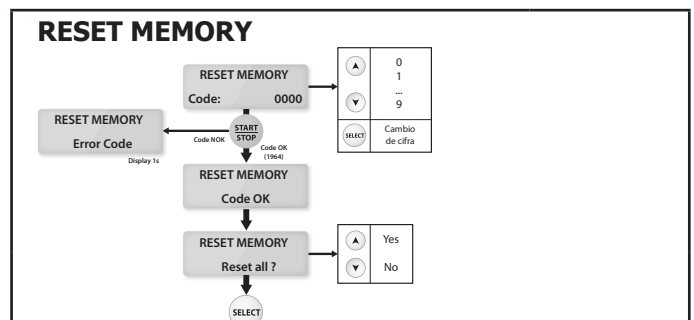 RESET MEMORY
RESET MEMORY
Code: 0000
0
1
...
9
SELECT
Cambio
de cifra
RESET MEMORY
Error Code
Display 1s
Code NOK
START
STOP
Code OK
(1964)
RESET MEMORY
Code OK
RESET MEMORY
Reset all ?
Yes
No
SELECT